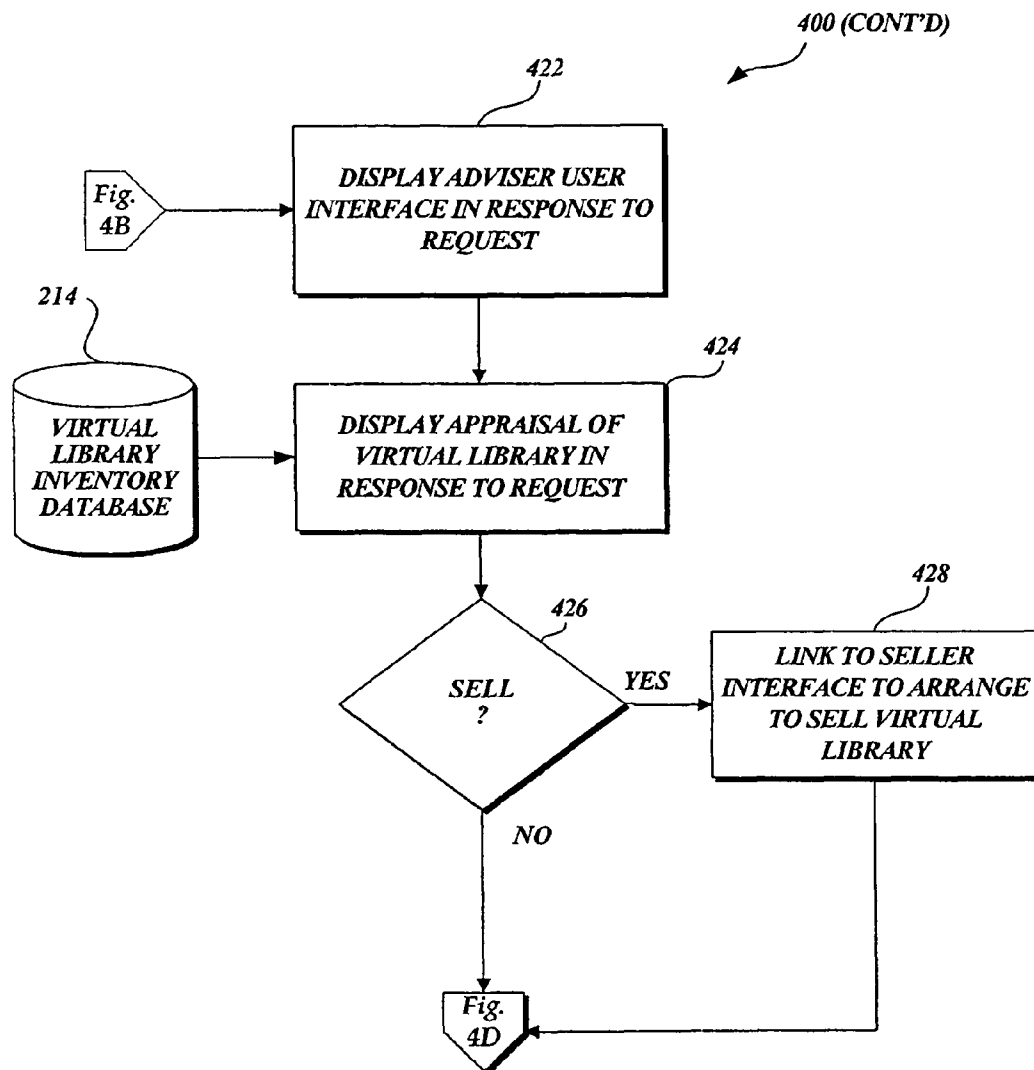 400 (CONT'D)
422
DISPLAY ADVISER USER
INTERFACE IN RESPONSE TO
REQUEST
Fig.
4B
214
VIRTUAL
LIBRARY
INVENTORY
DATABASE
424
DISPLAY APPRAISAL OF
VIRTUAL LIBRARY IN
RESPONSE TO REQUEST
426
SELL
?
YES
428
LINK TO SELLER
INTERFACE TO ARRANGE
TO SELL VIRTUAL
LIBRARY
NO
Fig.
4D